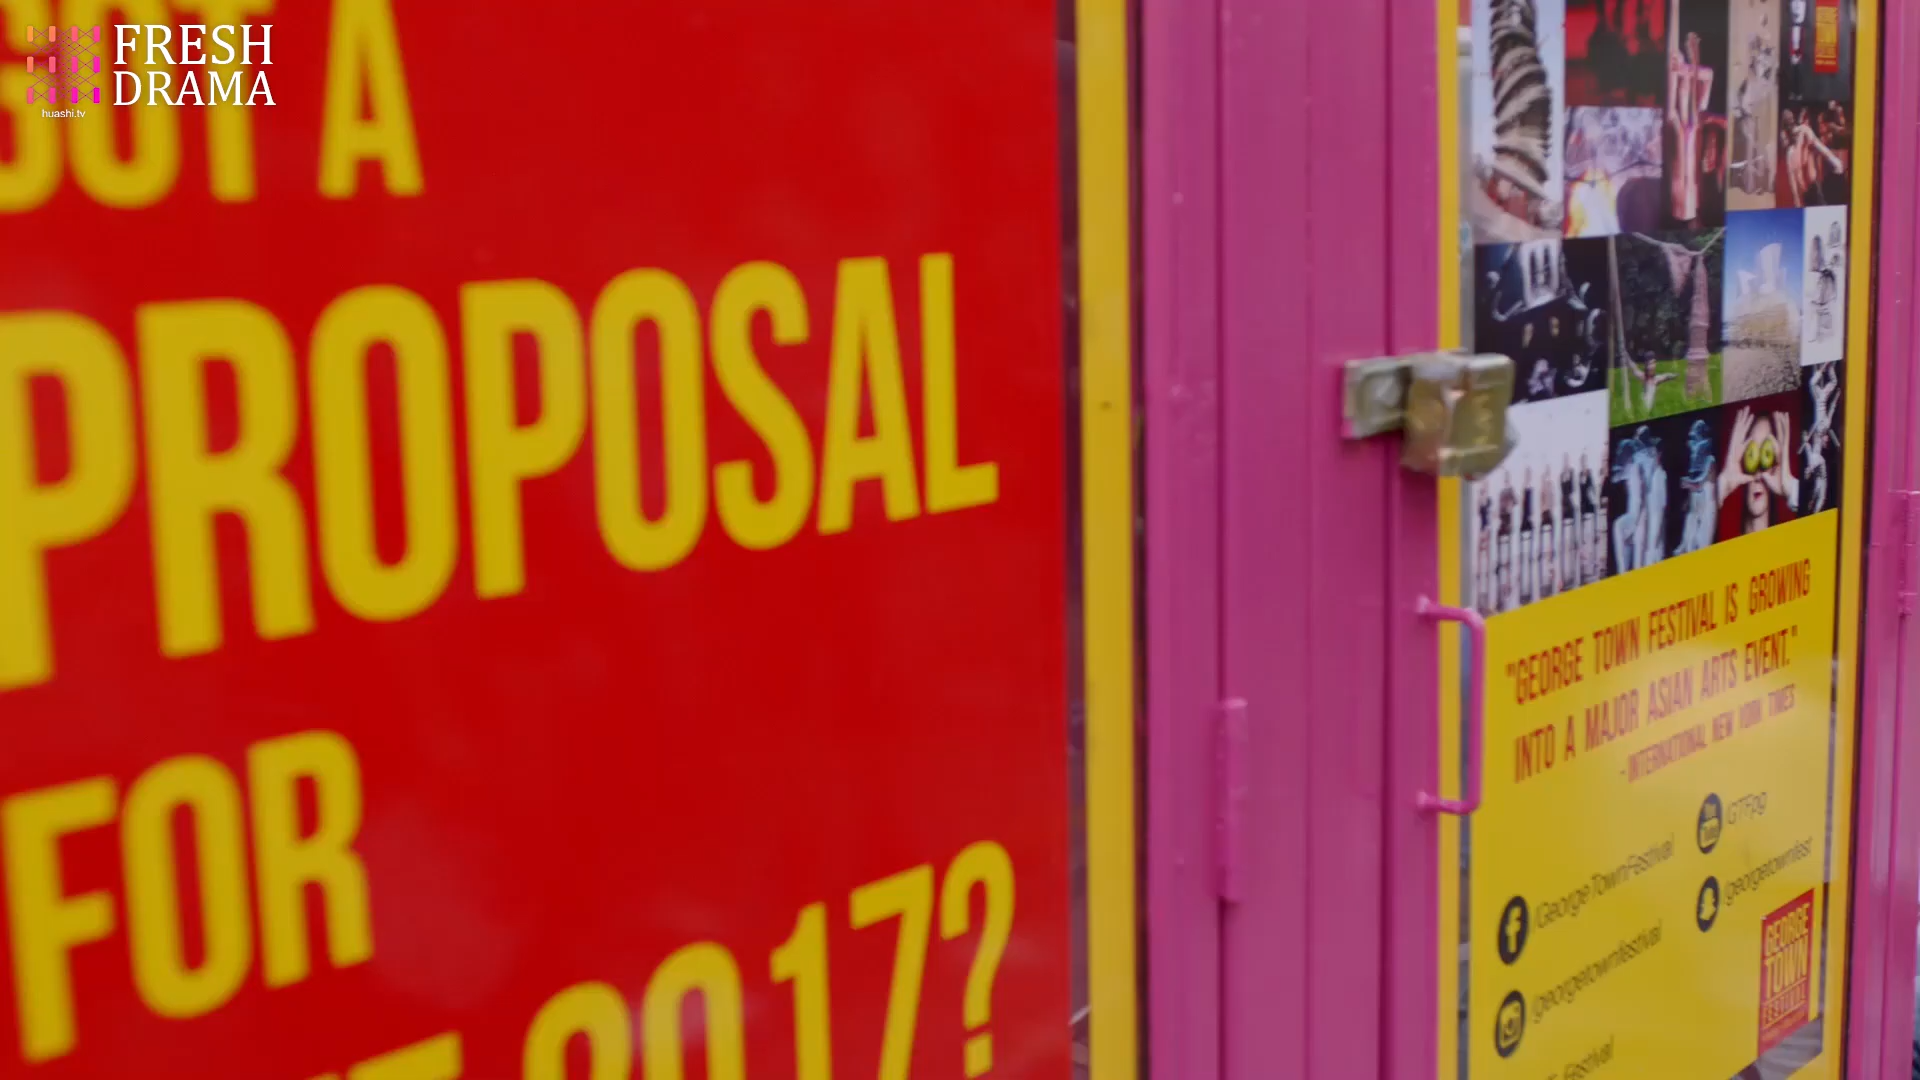 FRESH
DRAMA
huashi.tv
GOT A
PROPOSAL
FOR
2017?
"GEORGE TOWN FESTIVAL IS GROWING
INTO A MAJOR ASIAN ARTS EVENT."
- INTERNATIONAL NEW YORK TIMES
/GTFpg
/GeorgeTownFestival
/georgetownfest
/georgetownfestival
GEORGE
TOWN
FESTIVAL